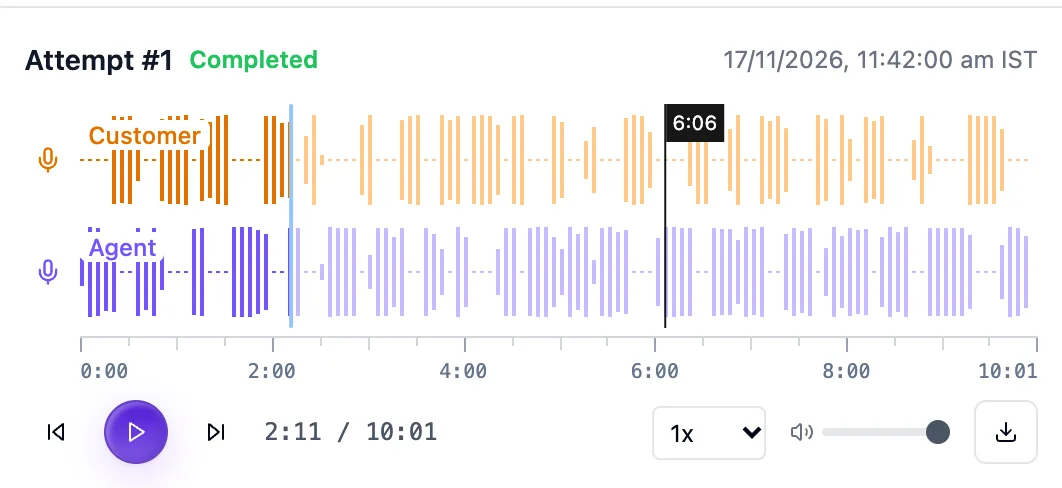 Attempt #1 Completed 17/11/2026, 11:42:00 am IST
6:06
Customer
Agent
0:00 2:00 4:00 6:00 8:00 10:01
2:11 / 10:01 1x